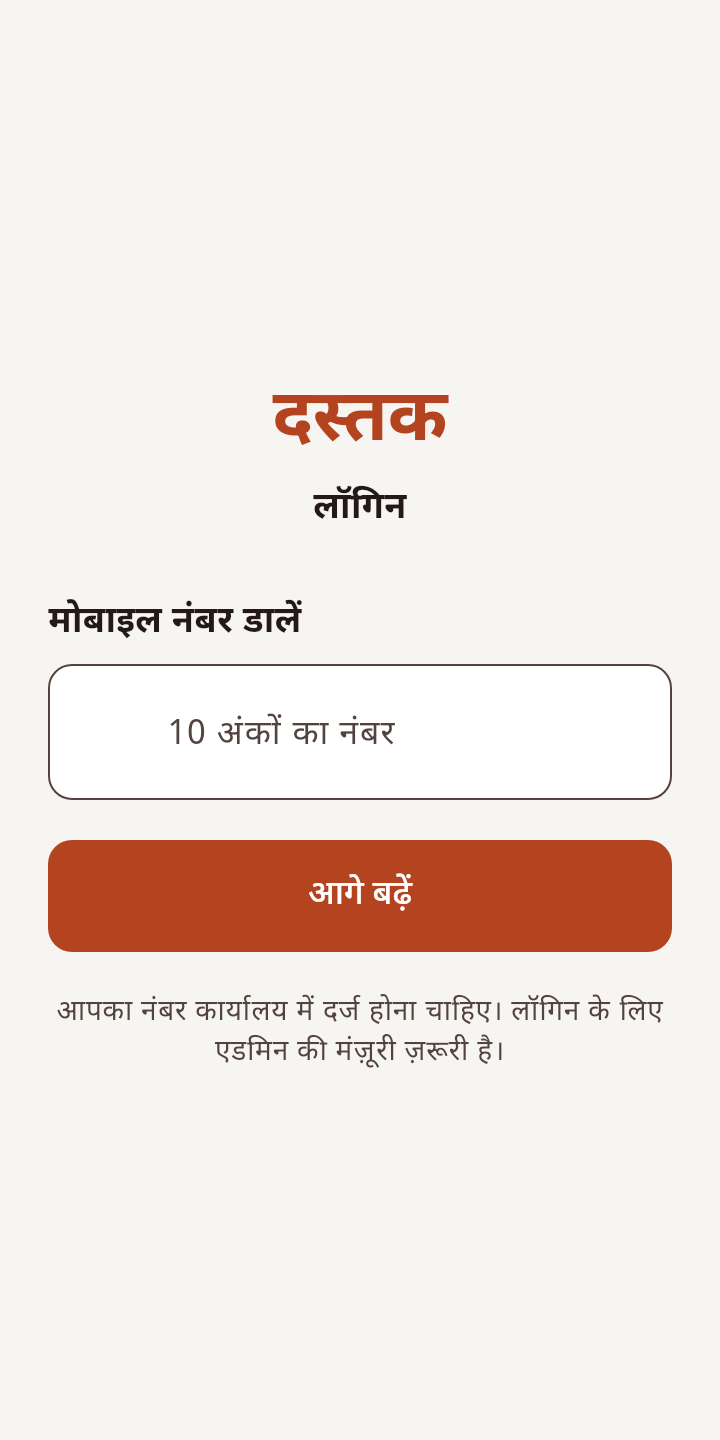 दस्तक
लॉगिन
मोबाइल नंबर डालें
10 अंकों का नंबर
आगे बढ़ें
आपका नंबर कार्यालय में दर्ज होना चाहिए। लॉगिन के लिए
एडमिन की मंज़ूरी ज़रूरी है।